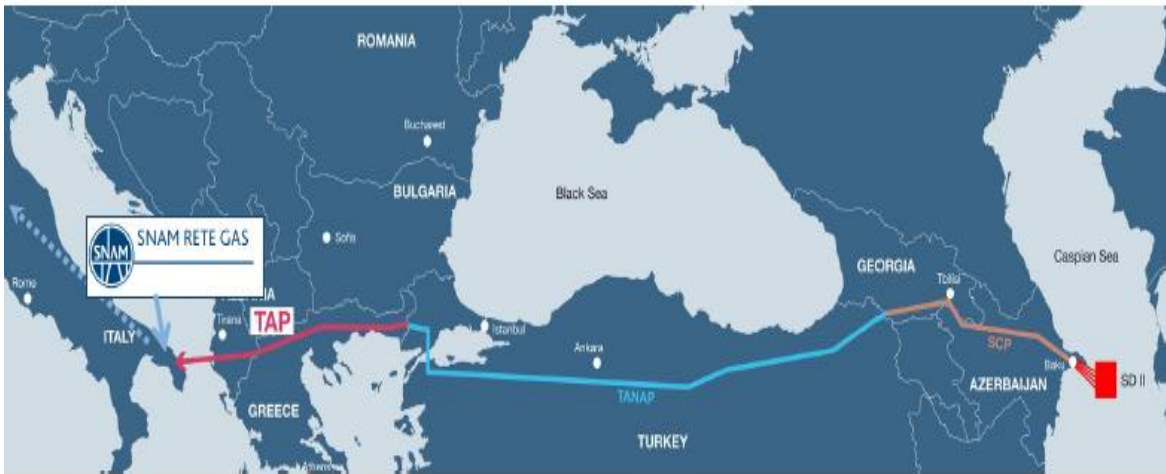 ROMANIA
Bucharest
BULGARIA
Black Sea
SNAM
SNAM RETE GAS
Sofia
GEORGIA
Caspian Sea
Tbilisi
Rome
TAP
ITALY
Tirana
Istanbul
Ankara
SCP
Baku
SD II
AZERBAIJAN
TANAP
GREECE
TURKEY